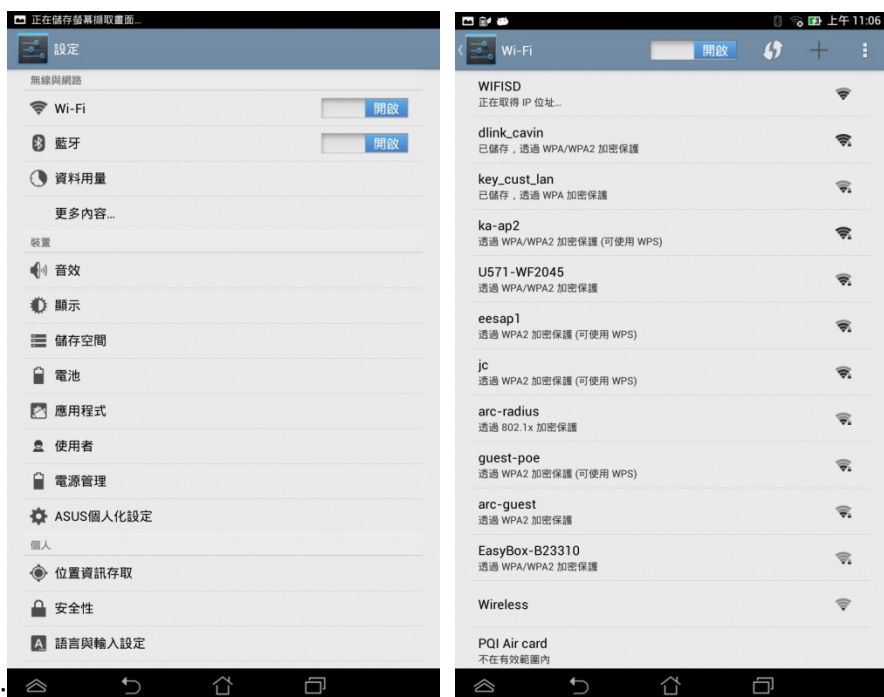 正在儲存螢幕擷取畫面...
設定
無線與網路
Wi-Fi 開啟
藍牙 開啟
資料用量
更多內容...
裝置
音效
顯示
儲存空間
電池
應用程式
使用者
電源管理
ASUS個人化設定
個人
位置資訊存取
安全性
語言與輸入設定
上午 11:06
Wi-Fi 開啟
WIFISD
正在取得 IP 位址...
dlink_cavin
已儲存，透過 WPA/WPA2 加密保護
key_cust_lan
已儲存，透過 WPA 加密保護
ka-ap2
透過 WPA/WPA2 加密保護 (可使用 WPS)
U571-WF2045
透過 WPA/WPA2 加密保護
eesap1
透過 WPA2 加密保護 (可使用 WPS)
jc
透過 WPA2 加密保護 (可使用 WPS)
arc-radius
透過 802.1x 加密保護
guest-poe
透過 WPA2 加密保護 (可使用 WPS)
arc-guest
透過 WPA2 加密保護
EasyBox-B23310
透過 WPA/WPA2 加密保護
Wireless
PQI Air card
不在有效範圍內